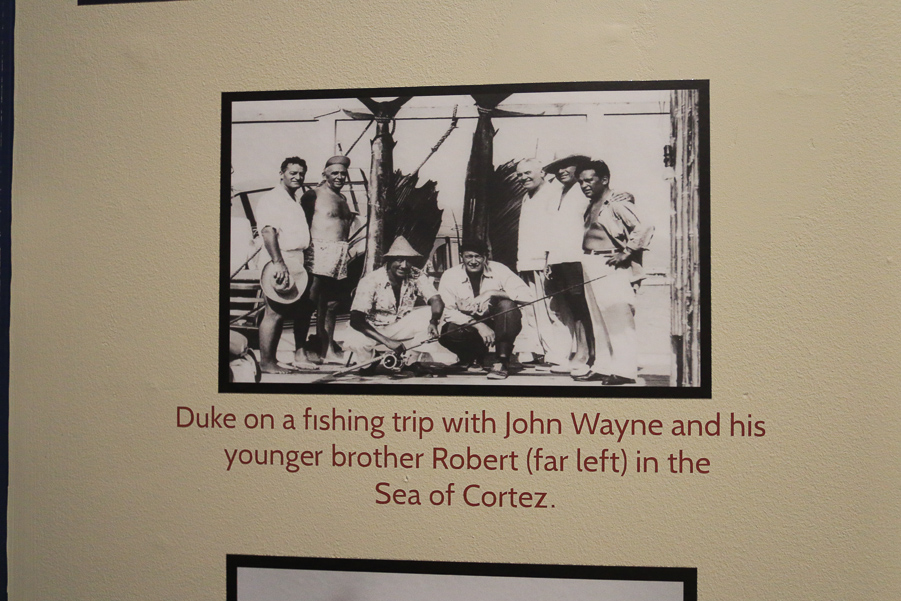 Duke on a fishing trip with John Wayne and his
younger brother Robert (far left) in the
Sea of Cortez.